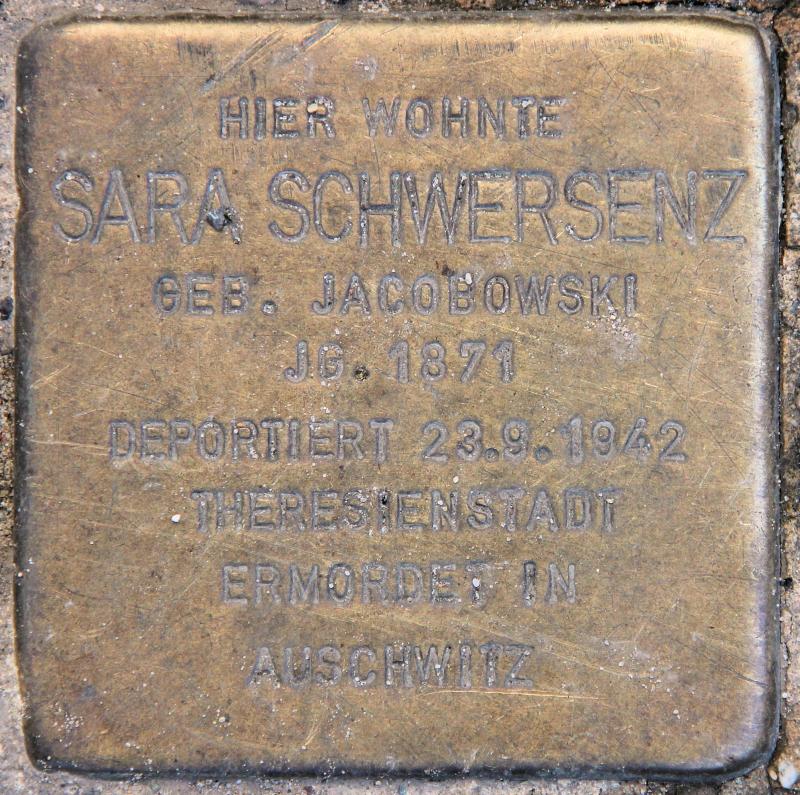 HIER WOHNTE
SARA SCHWERSENZ
GEB. JACOBOWSKI
JG. 1871
DEPORTIERT 23.9.1942
THERESIENSTADT
ERMORDET IN
AUSCHWITZ